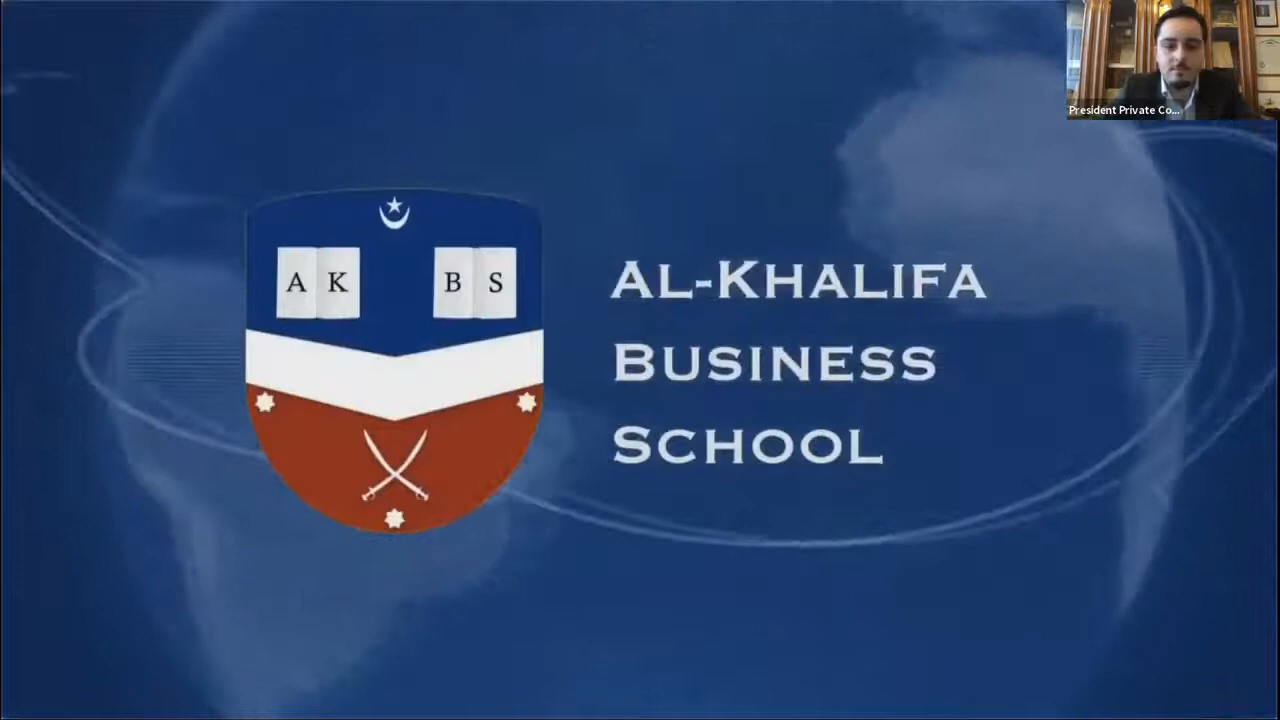 President Private Co...
A K B S
AL-KHALIFA
BUSINESS
SCHOOL